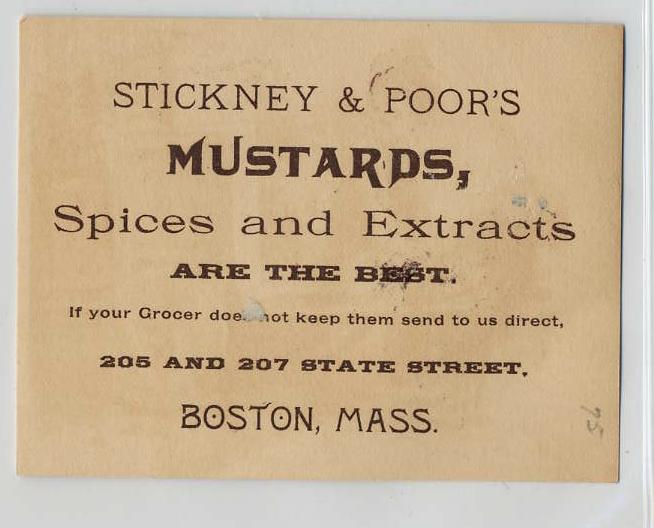 STICKNEY & POOR'S
MUSTARDS,
Spices and Extracts
ARE THE BEST.
If your Grocer does not keep them send to us direct,
205 AND 207 STATE STREET,
BOSTON, MASS.
75